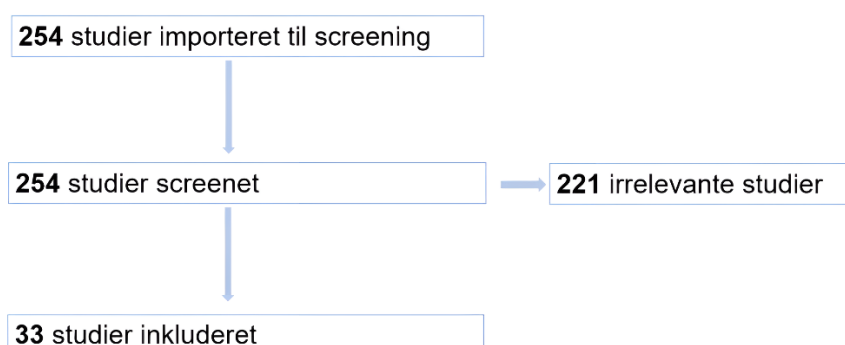 254 studier importeret til screening
254 studier screenet
221 irrelevante studier
33 studier inkluderet